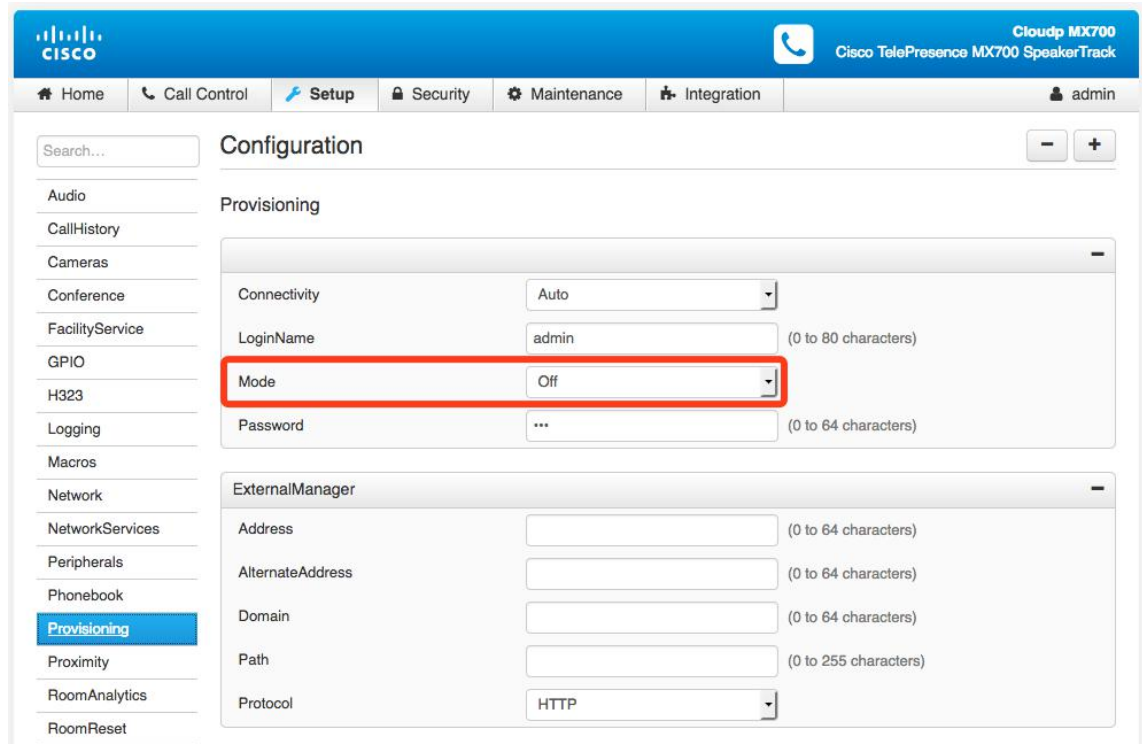 CISCO
Cloudp MX700
Cisco TelePresence MX700 SpeakerTrack
Home Call Control Setup Security Maintenance Integration admin
Search...
Audio
CallHistory
Cameras
Conference
FacilityService
GPIO
H323
Logging
Macros
Network
NetworkServices
Peripherals
Phonebook
Provisioning
Proximity
RoomAnalytics
RoomReset
Configuration
Provisioning
Connectivity Auto
LoginName admin (0 to 80 characters)
Mode Off
Password ••• (0 to 64 characters)
ExternalManager
Address (0 to 64 characters)
AlternateAddress (0 to 64 characters)
Domain (0 to 64 characters)
Path (0 to 255 characters)
Protocol HTTP